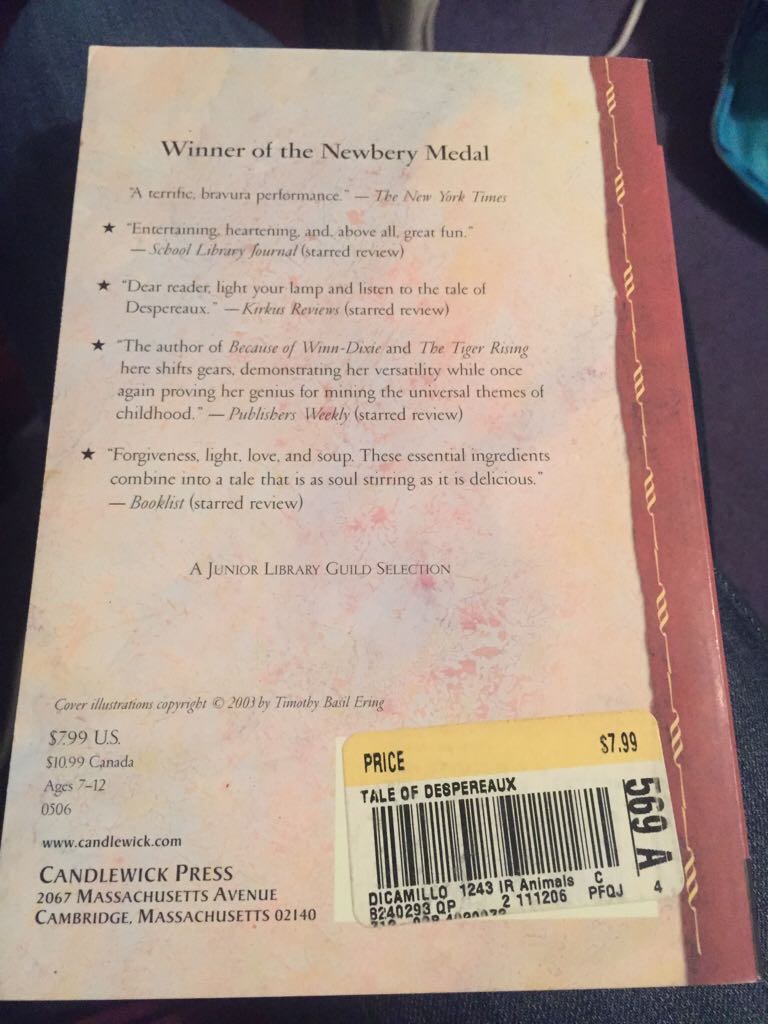 Winner of the Newbery Medal
"A terrific, bravura performance." — The New York Times
★ "Entertaining, heartening, and, above all, great fun."
— School Library Journal (starred review)
★ "Dear reader, light your lamp and listen to the tale of
Despereaux." — Kirkus Reviews (starred review)
★ "The author of Because of Winn-Dixie and The Tiger Rising
here shifts gears, demonstrating her versatility while once
again proving her genius for mining the universal themes of
childhood." — Publishers Weekly (starred review)
★ "Forgiveness, light, love, and soup. These essential ingredients
combine into a tale that is as soul stirring as it is delicious."
— Booklist (starred review)
A Junior Library Guild Selection
Cover illustrations copyright © 2003 by Timothy Basil Ering
$7.99 U.S.
$10.99 Canada
Ages 7–12
0506
www.candlewick.com
CANDLEWICK PRESS
2067 MASSACHUSETTS AVENUE
CAMBRIDGE, MASSACHUSETTS 02140
PRICE $7.99
TALE OF DESPEREAUX
569 A
4
DICAMILLO 1243 IR Animals C
8240293 QP 2 111206 PFQJ